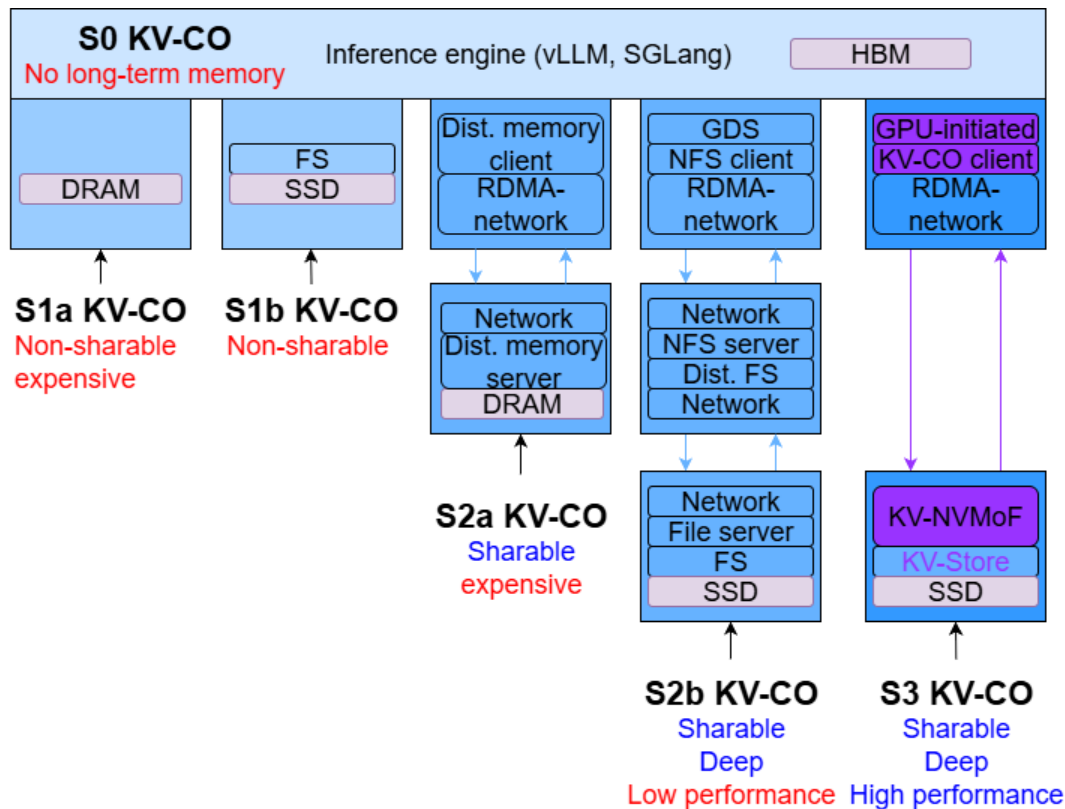 S0 KV-CO
No long-term memory
Inference engine (vLLM, SGLang)
HBM
DRAM
S1a KV-CO
Non-sharable
expensive
FS
SSD
S1b KV-CO
Non-sharable
Dist. memory
client
RDMA-
network
Network
Dist. memory
server
DRAM
S2a KV-CO
Sharable
expensive
GDS
NFS client
RDMA-
network
Network
NFS server
Dist. FS
Network
Network
File server
FS
SSD
S2b KV-CO
Sharable
Deep
Low performance
GPU-initiated
KV-CO client
RDMA-
network
KV-NVMoF
KV-Store
SSD
S3 KV-CO
Sharable
Deep
High performance